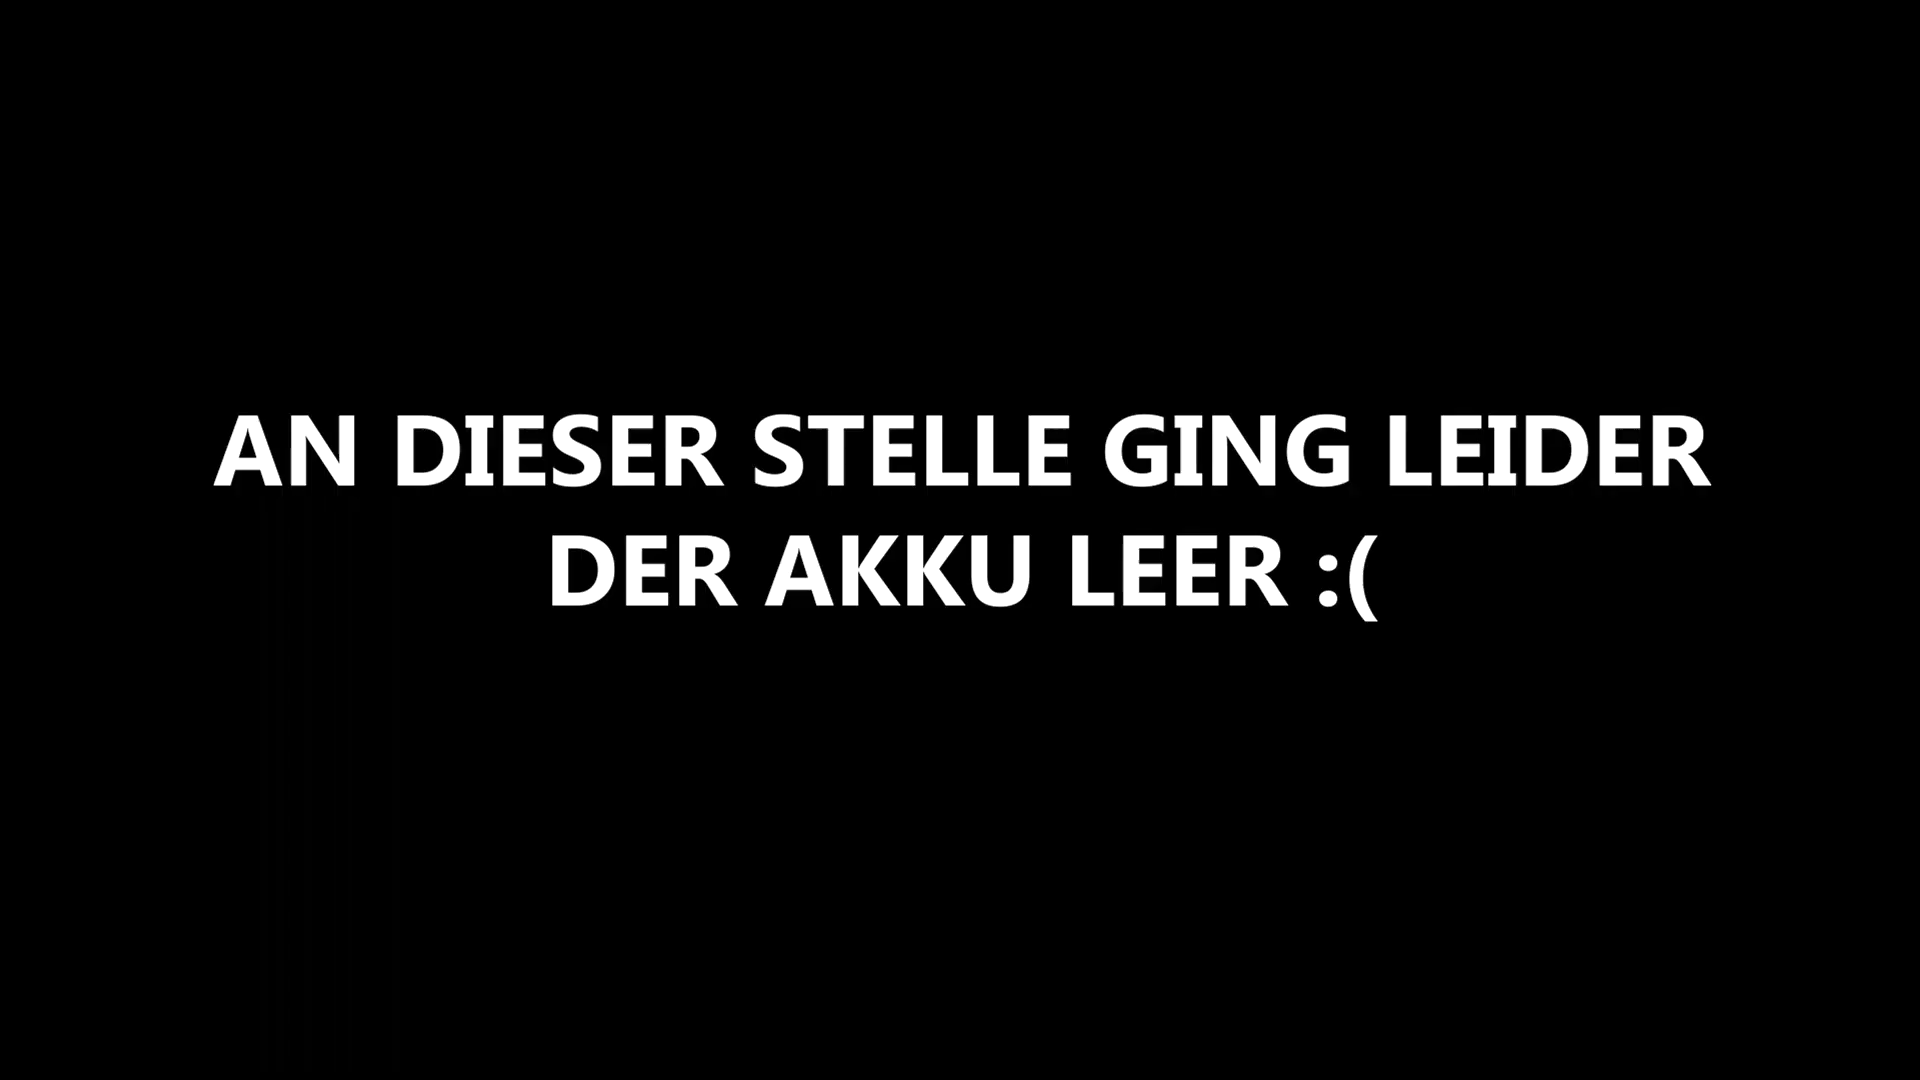 AN DIESER STELLE GING LEIDER
DER AKKU LEER :(